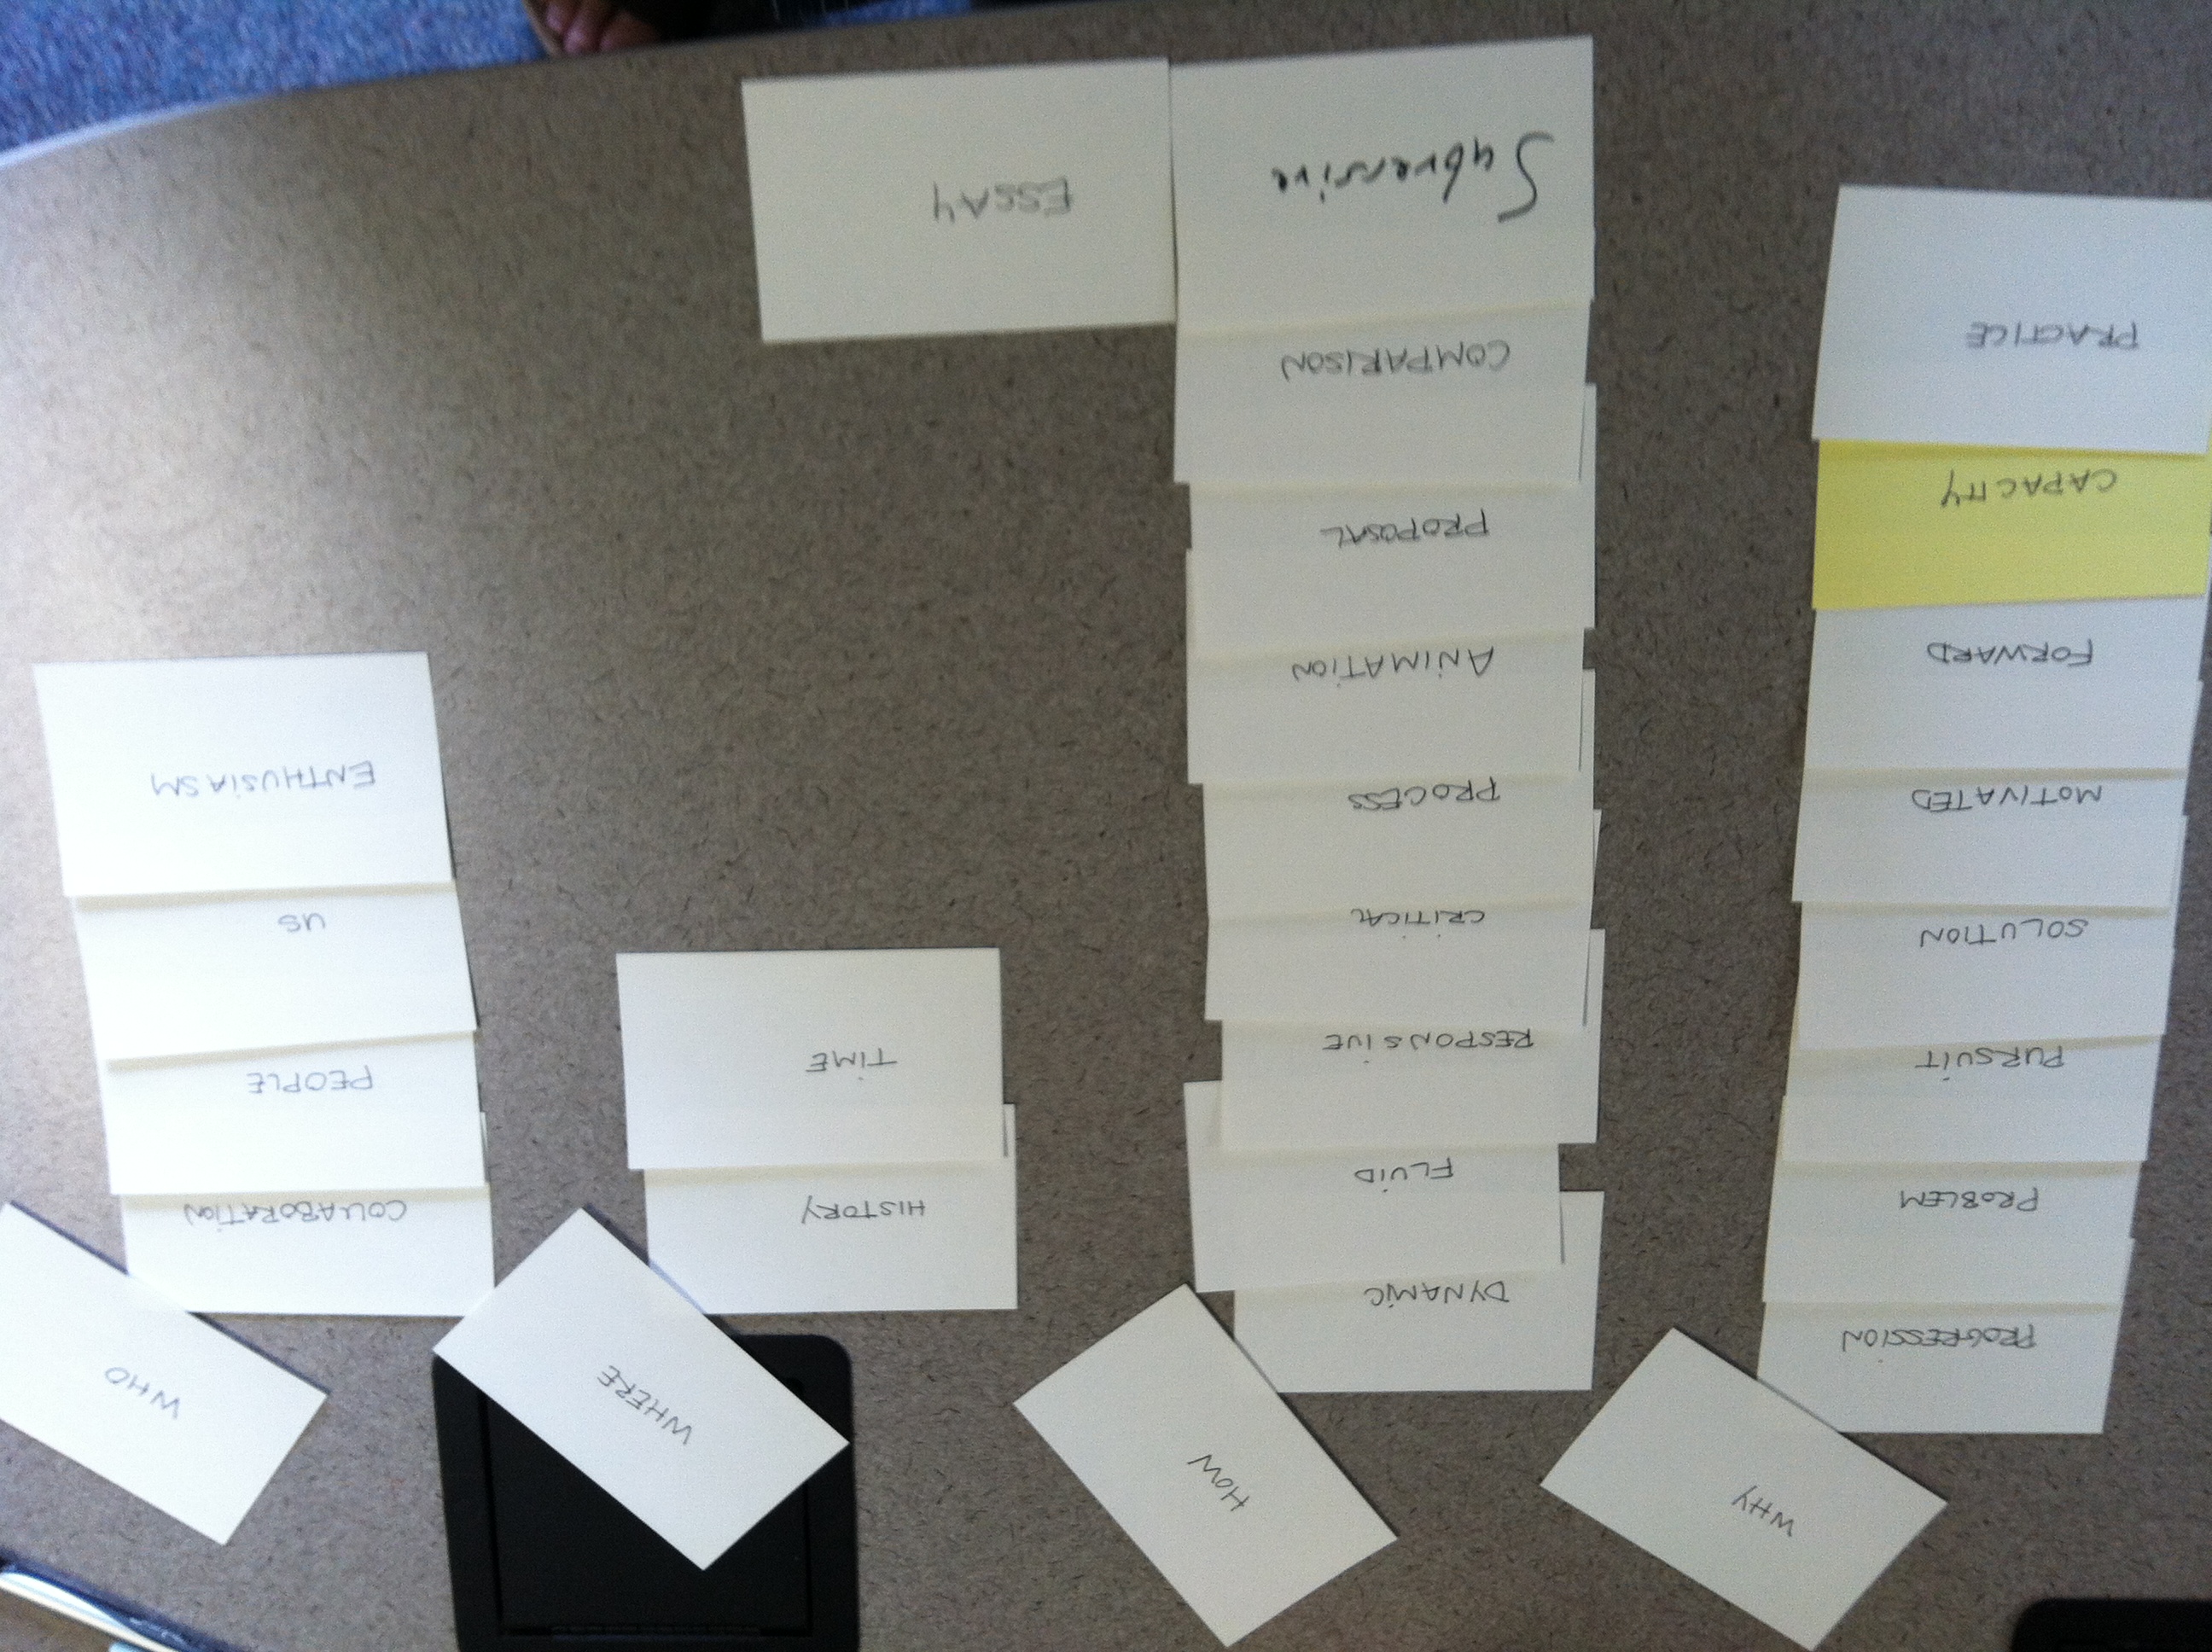 WHY
PROGRESSION
PROBLEM
PURSUIT
SOLUTION
MOTIVATED
FORWARD
CAPACITY
PRACTICE
HOW
DYNAMIC
FLUID
RESPONSIVE
CRITICAL
PROCESS
ANIMATION
PROPOSAL
COMPARISON
Subversive
ESSAY
WHERE
HISTORY
TIME
WHO
COLLABORATION
PEOPLE
US
ENTHUSIASM